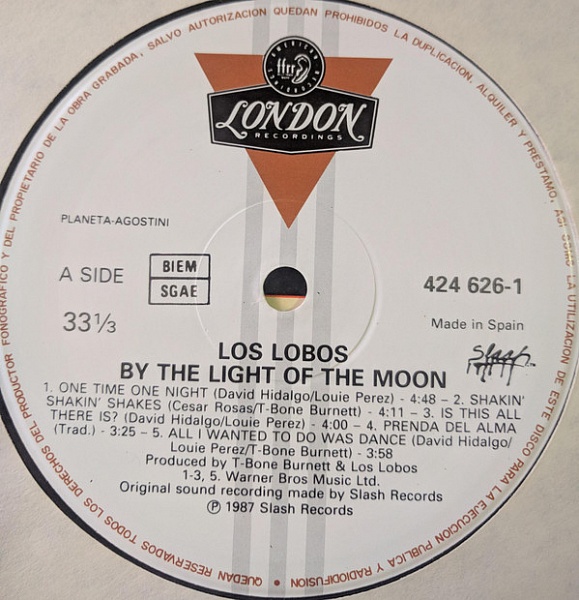 QUEDAN RESERVADOS TODOS LOS DERECHOS DEL PRODUCTOR FONOGRAFICO Y DEL PROPIETARIO DE LA OBRA GRABADA, SALVO AUTORIZACION QUEDAN PROHIBIDOS LA DUPLICACION, ALQUILER Y PRESTAMO, ASI COMO LA UTILIZACION DE ESTE DISCO PARA LA EJECUCION PUBLICA Y RADIODIFUSION •
AMERICAN
ffrr
LONDON
RECORDINGS
PLANETA-AGOSTINI
A SIDE
BIEM
SGAE
424 626-1
33 1/3
Made in Spain
Slash
LOS LOBOS
BY THE LIGHT OF THE MOON
1. ONE TIME ONE NIGHT (David Hidalgo/Louie Perez) - 4:48 – 2. SHAKIN'
SHAKIN' SHAKES (Cesar Rosas/T-Bone Burnett) - 4:11 – 3. IS THIS ALL
THERE IS? (David Hidalgo/Louie Perez) - 4:00 – 4. PRENDA DEL ALMA
(Trad.) - 3:25 – 5. ALL I WANTED TO DO WAS DANCE (David Hidalgo/
Louie Perez/T-Bone Burnett) - 3:58
Produced by T-Bone Burnett & Los Lobos
1-3, 5. Warner Bros Music Ltd.
Original sound recording made by Slash Records
℗ 1987 Slash Records